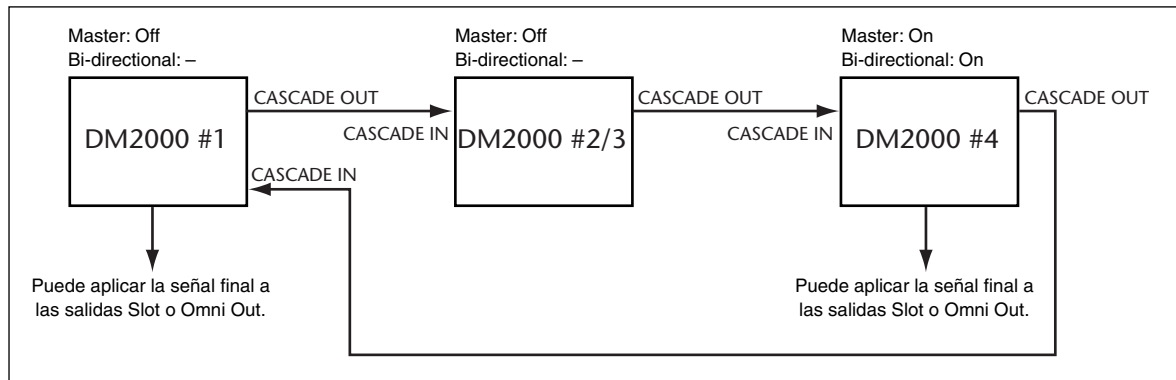 Master: Off
Bi-directional: –
Master: Off
Bi-directional: –
Master: On
Bi-directional: On
CASCADE OUT
CASCADE OUT
CASCADE OUT
CASCADE IN
CASCADE IN
DM2000 #1
DM2000 #2/3
DM2000 #4
CASCADE IN
Puede aplicar la señal final a
las salidas Slot o Omni Out.
Puede aplicar la señal final a
las salidas Slot o Omni Out.